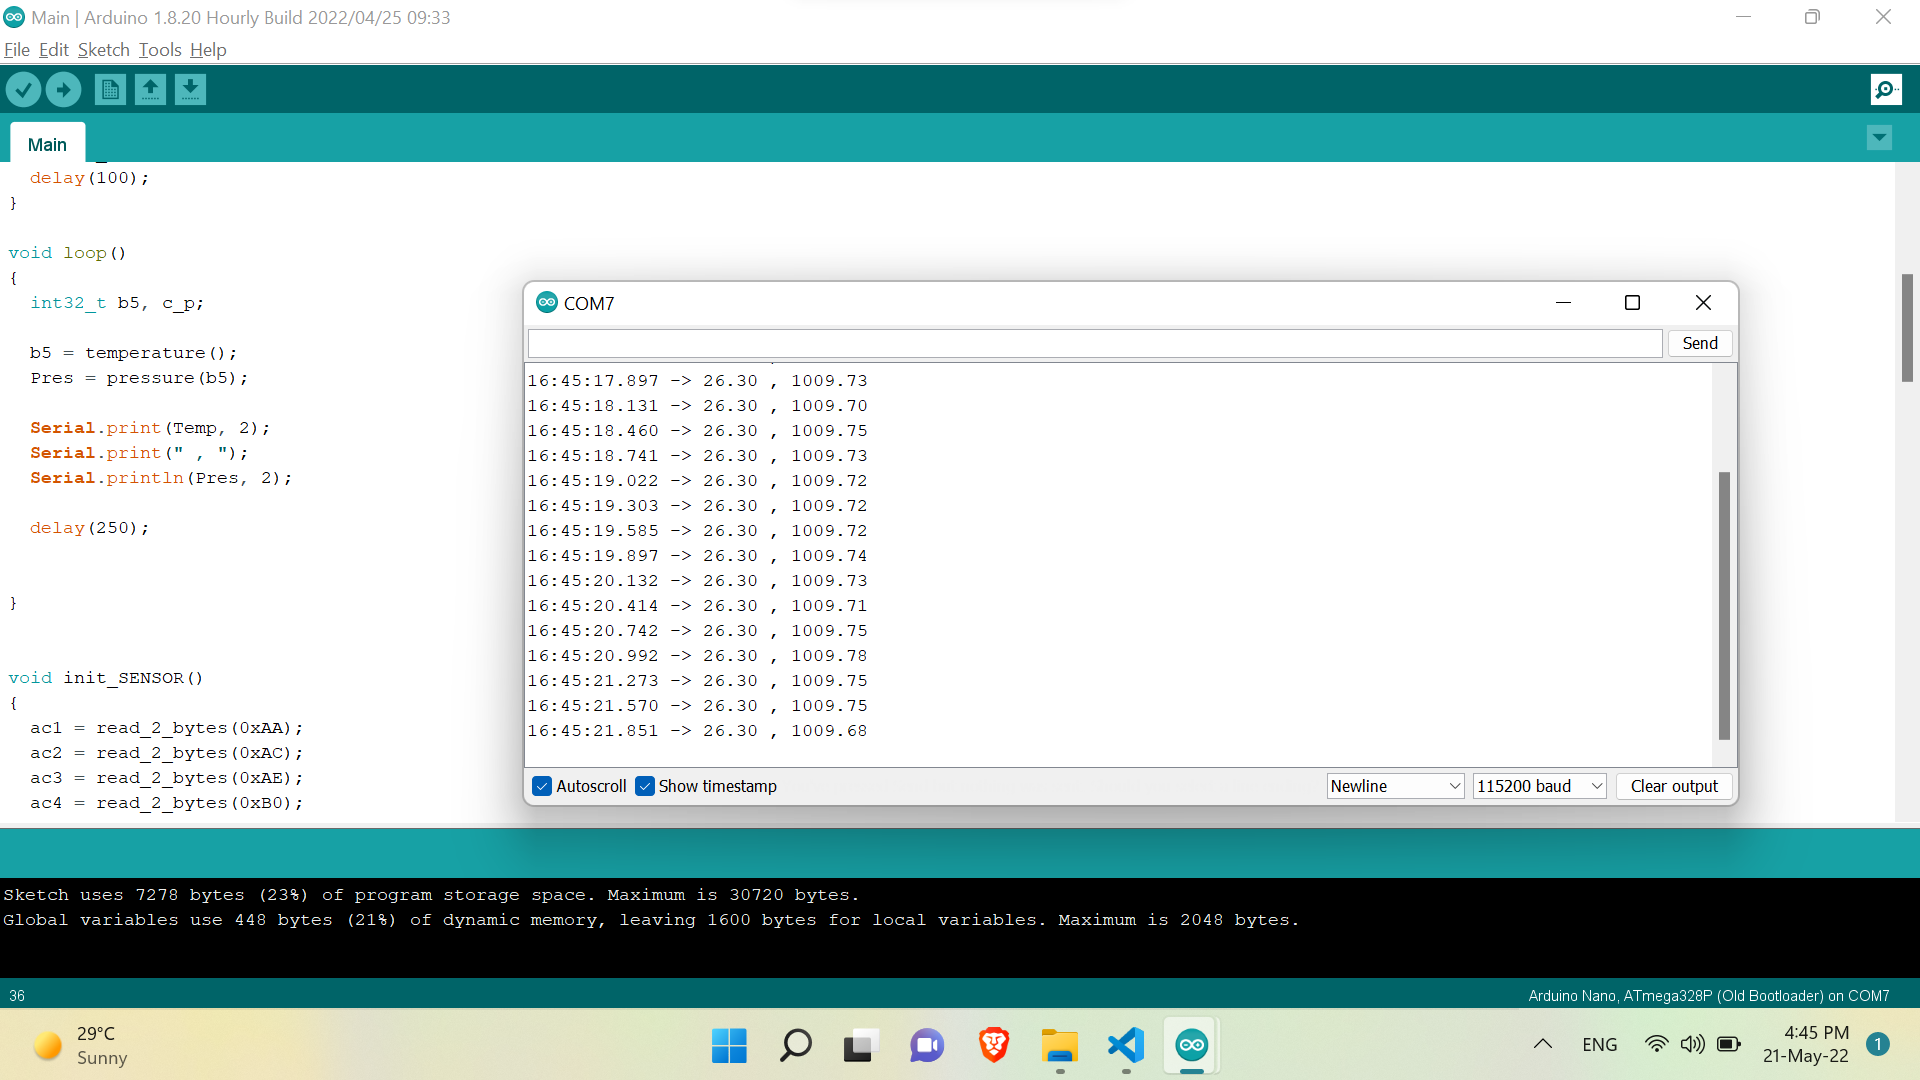 Main | Arduino 1.8.20 Hourly Build 2022/04/25 09:33
File Edit Sketch Tools Help
Main
delay(100);
}
void loop()
{
int32_t b5, c_p;
b5 = temperature();
Pres = pressure(b5);
Serial.print(Temp, 2);
Serial.print(" , ");
Serial.println(Pres, 2);
delay(250);
}
void init_SENSOR()
{
ac1 = read_2_bytes(0xAA);
ac2 = read_2_bytes(0xAC);
ac3 = read_2_bytes(0xAE);
ac4 = read_2_bytes(0xB0);
COM7
Send
16:45:17.897 -> 26.30 , 1009.73
16:45:18.131 -> 26.30 , 1009.70
16:45:18.460 -> 26.30 , 1009.75
16:45:18.741 -> 26.30 , 1009.73
16:45:19.022 -> 26.30 , 1009.72
16:45:19.303 -> 26.30 , 1009.72
16:45:19.585 -> 26.30 , 1009.72
16:45:19.897 -> 26.30 , 1009.74
16:45:20.132 -> 26.30 , 1009.73
16:45:20.414 -> 26.30 , 1009.71
16:45:20.742 -> 26.30 , 1009.75
16:45:20.992 -> 26.30 , 1009.78
16:45:21.273 -> 26.30 , 1009.75
16:45:21.570 -> 26.30 , 1009.75
16:45:21.851 -> 26.30 , 1009.68
Autoscroll Show timestamp Newline 115200 baud Clear output
Sketch uses 7278 bytes (23%) of program storage space. Maximum is 30720 bytes.
Global variables use 448 bytes (21%) of dynamic memory, leaving 1600 bytes for local variables. Maximum is 2048 bytes.
36 Arduino Nano, ATmega328P (Old Bootloader) on COM7
29°C
Sunny
ENG
4:45 PM
21-May-22
1